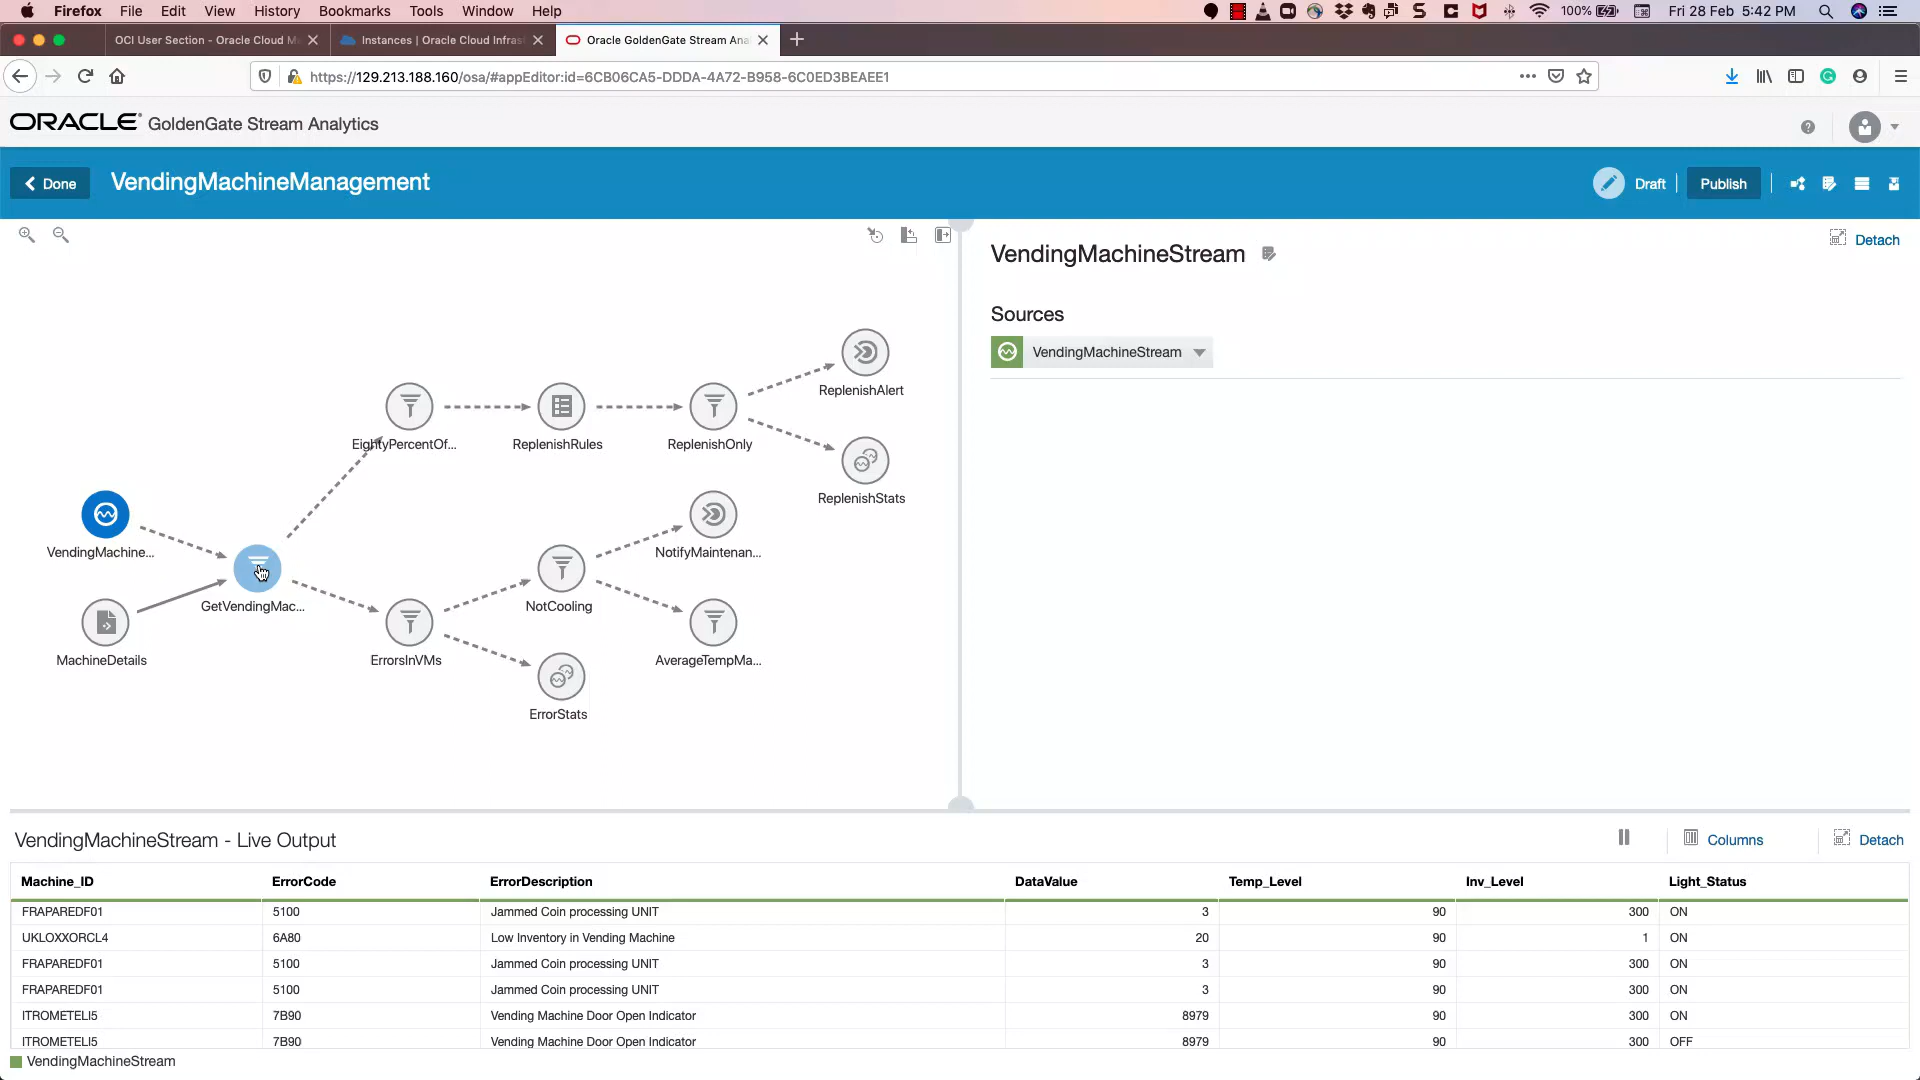 Firefox File Edit View History Bookmarks Tools Window Help 100% Fri 28 Feb 5:42 PM
OCI User Section - Oracle Cloud M Instances | Oracle Cloud Infras Oracle GoldenGate Stream Ana
https://129.213.188.160/osa/#appEditor:id=6CB06CA5-DDDA-4A72-B958-6C0ED3BEAEE1
ORACLE GoldenGate Stream Analytics
Done VendingMachineManagement Draft Publish
Detach
VendingMachineStream
Sources
VendingMachineStream
ReplenishAlert
EightyPercentOf... ReplenishRules ReplenishOnly
ReplenishStats
VendingMachine... NotifyMaintenan...
GetVendingMac... NotCooling
MachineDetails ErrorsInVMs AverageTempMa...
ErrorStats
VendingMachineStream - Live Output Columns Detach
Machine_ID ErrorCode ErrorDescription DataValue Temp_Level Inv_Level Light_Status
FRAPAREDF01 5100 Jammed Coin processing UNIT 3 90 300 ON
UKLOXXORCL4 6A80 Low Inventory in Vending Machine 20 90 1 ON
FRAPAREDF01 5100 Jammed Coin processing UNIT 3 90 300 ON
FRAPAREDF01 5100 Jammed Coin processing UNIT 3 90 300 ON
ITROMETELI5 7B90 Vending Machine Door Open Indicator 8979 90 300 ON
ITROMETELI5 7B90 Vending Machine Door Open Indicator 8979 90 300 OFF
VendingMachineStream